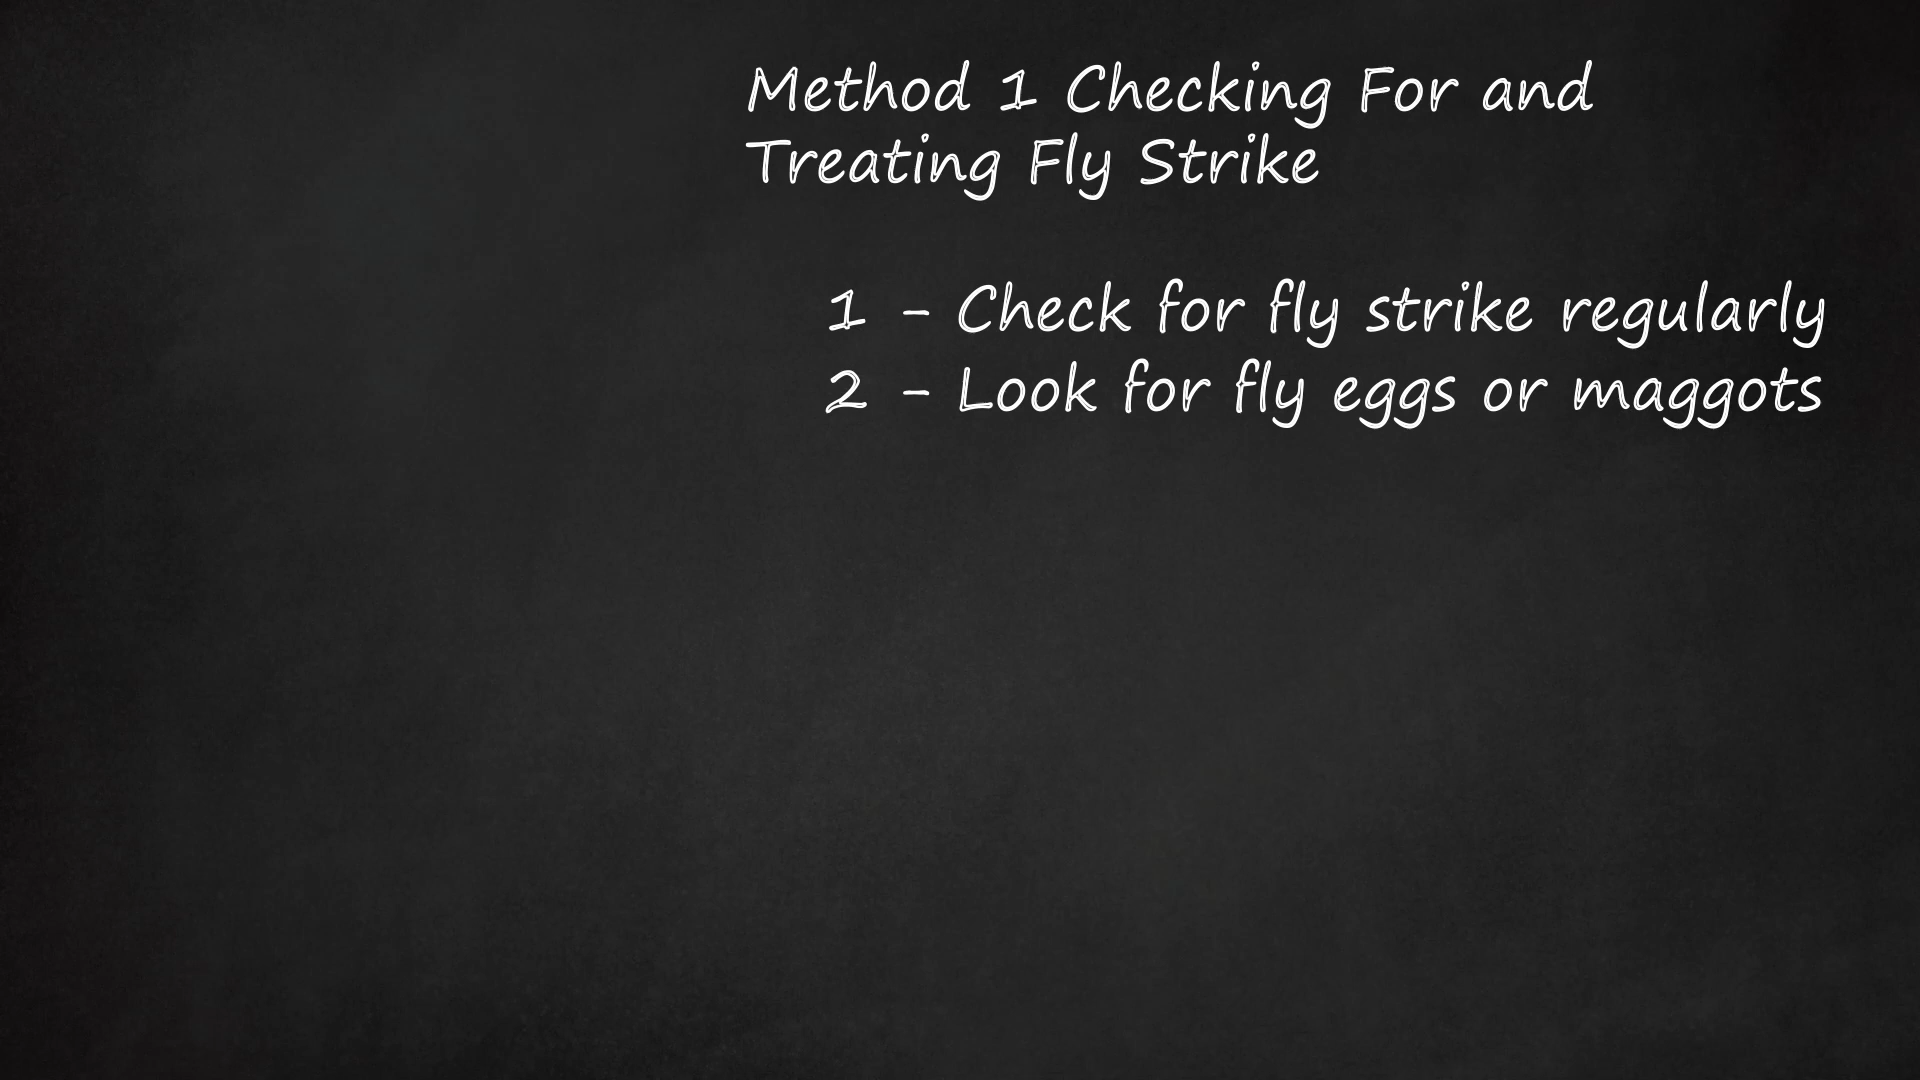 Method 1 Checking For and
Treating Fly Strike
1 - Check for fly strike regularly
2 - Look for fly eggs or maggots